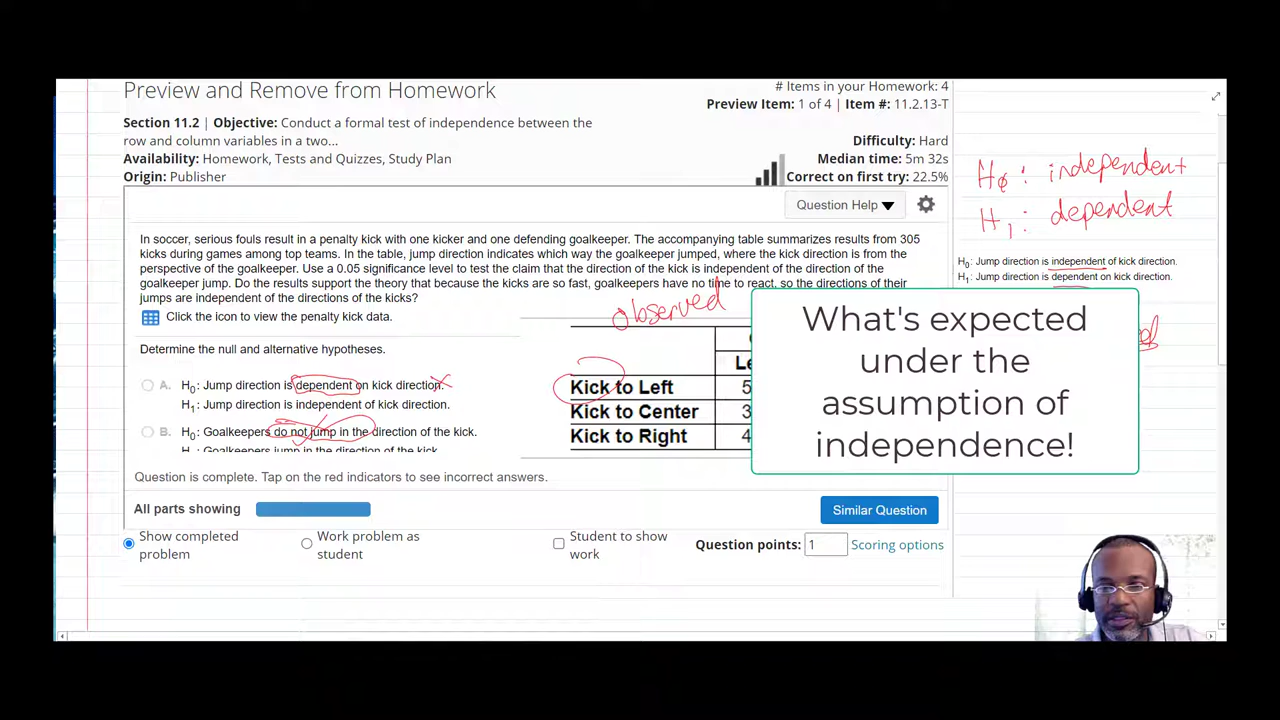 Preview and Remove from Homework
# Items in your Homework: 4
Preview Item: 1 of 4 | Item #: 11.2.13-T
Section 11.2 | Objective: Conduct a formal test of independence between the
row and column variables in a two...
Availability: Homework, Tests and Quizzes, Study Plan
Origin: Publisher
Difficulty: Hard
Median time: 5m 32s
Correct on first try: 22.5%
Question Help
In soccer, serious fouls result in a penalty kick with one kicker and one defending goalkeeper. The accompanying table summarizes results from 305
kicks during games among top teams. In the table, jump direction indicates which way the goalkeeper jumped, where the kick direction is from the
perspective of the goalkeeper. Use a 0.05 significance level to test the claim that the direction of the kick is independent of the direction of the
goalkeeper jump. Do the results support the theory that because the kicks are so fast, goalkeepers have no time to react, so the directions of their
jumps are independent of the directions of the kicks?
Click the icon to view the penalty kick data.
Determine the null and alternative hypotheses.
A. H0: Jump direction is dependent on kick direction.
H1: Jump direction is independent of kick direction.
B. H0: Goalkeepers do not jump in the direction of the kick.
Goalkeepers jump in the direction of the kick
observed
Kick to Left 5
Kick to Center 3
Kick to Right 4
Question is complete. Tap on the red indicators to see incorrect answers.
All parts showing
Similar Question
Show completed
problem
Work problem as
student
Student to show
work
Question points: 1 Scoring options
H0: independent
H1: dependent
H0: Jump direction is independent of kick direction.
H1: Jump direction is dependent on kick direction.
What's expected
under the
assumption of
independence!